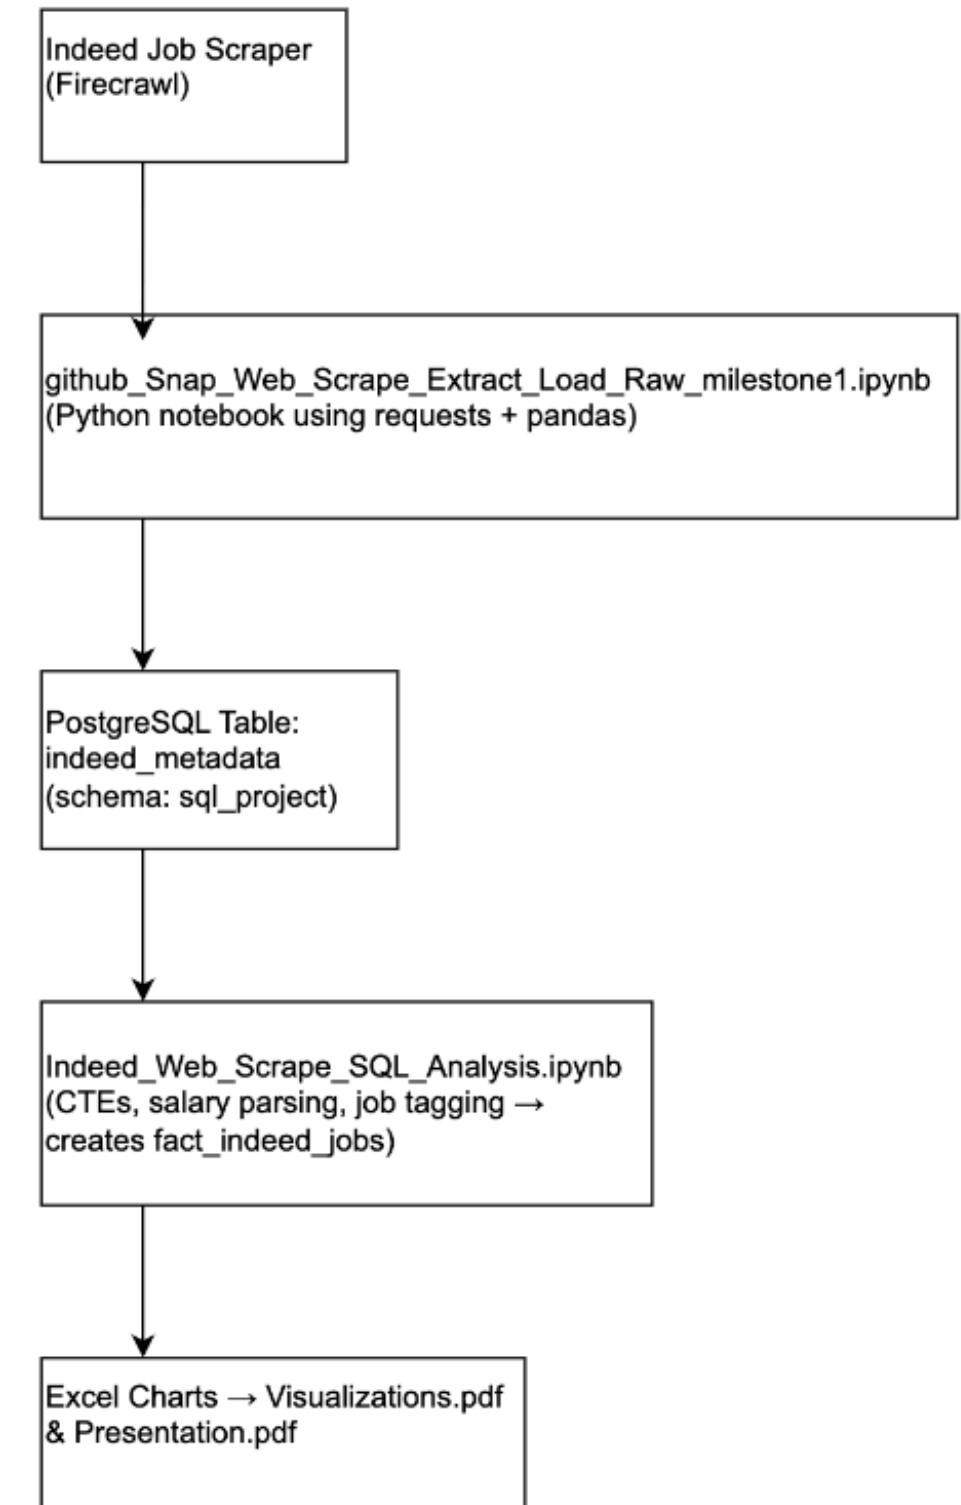 Indeed Job Scraper
(Firecrawl)
github_Snap_Web_Scrape_Extract_Load_Raw_milestone1.ipynb
(Python notebook using requests + pandas)
PostgreSQL Table:
indeed_metadata
(schema: sql_project)
Indeed_Web_Scrape_SQL_Analysis.ipynb
(CTEs, salary parsing, job tagging →
creates fact_indeed_jobs)
Excel Charts → Visualizations.pdf
& Presentation.pdf